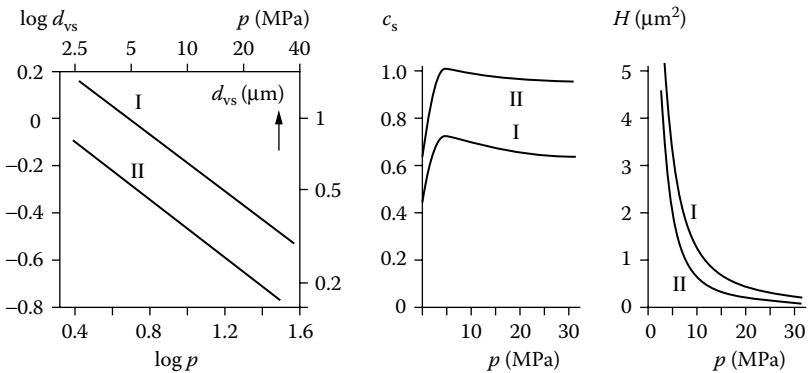 log d_vs p (MPa)
2.5 5 10 20 40
0.2
0
−0.2
−0.4
−0.6
−0.8
I
II
d_vs (µm)
1
0.5
0.2
0.4 0.8 1.2 1.6
log p
c_s
1.0
0.8
0.6
0.4
0.2
0
II
I
0 10 20 30
p (MPa)
H (µm²)
5
4
3
2
1
0
I
II
0 10 20 30
p (MPa)